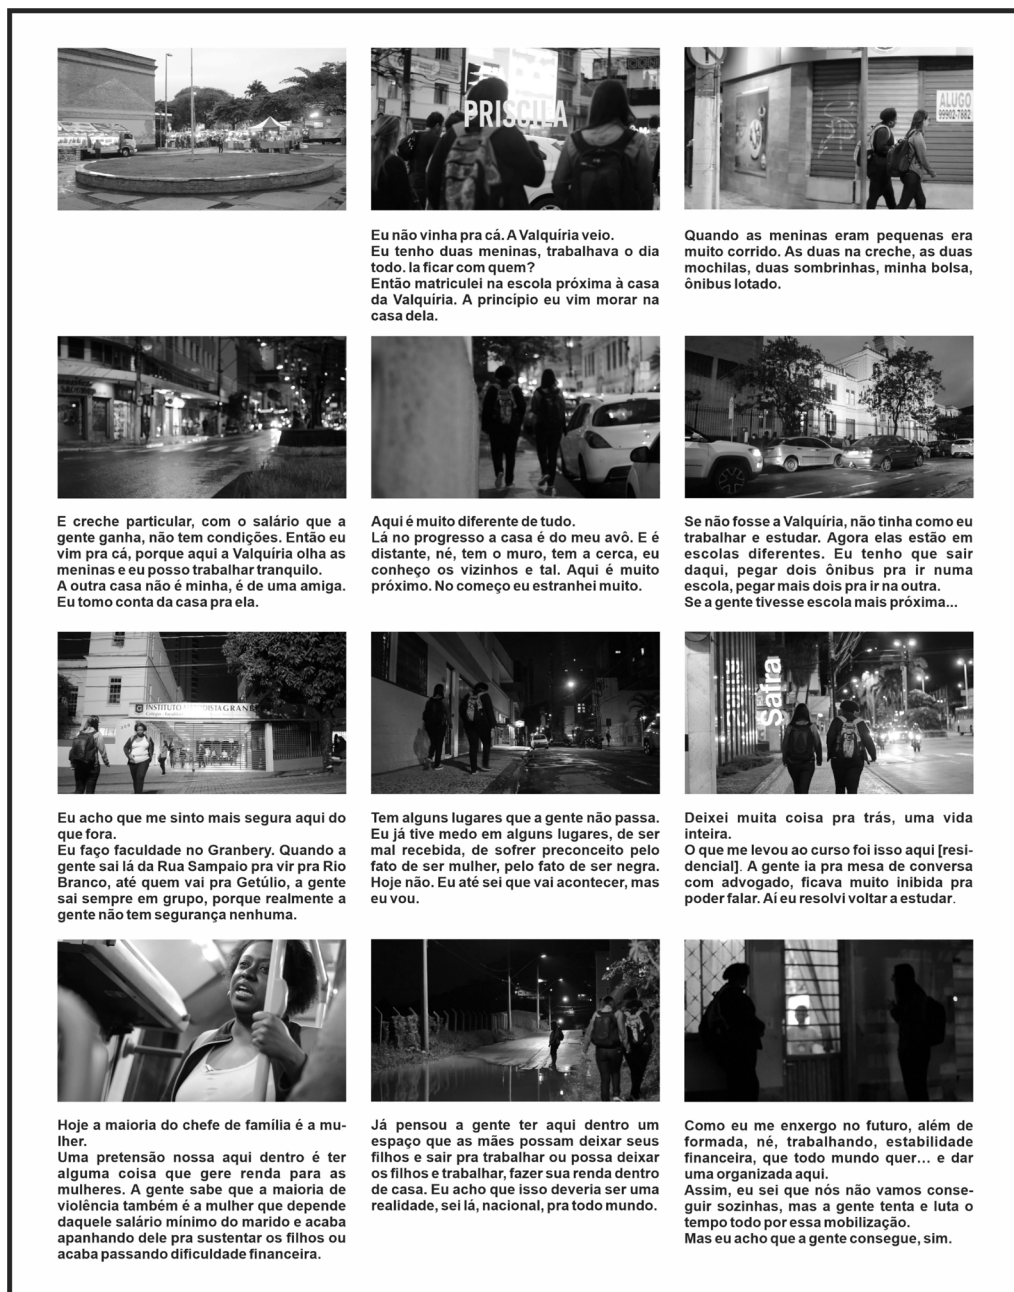 PRISCILA
ALUGO
99902-7882
Eu não vinha pra cá. A Valquíria veio.
Eu tenho duas meninas, trabalhava o dia
todo. Ia ficar com quem?
Então matriculei na escola próxima à casa
da Valquíria. A princípio eu vim morar na
casa dela.
Quando as meninas eram pequenas era
muito corrido. As duas na creche, as duas
mochilas, duas sombrinhas, minha bolsa,
ônibus lotado.
E creche particular, com o salário que a
gente ganha, não tem condições. Então eu
vim pra cá, porque aqui a Valquíria olha as
meninas e eu posso trabalhar tranquilo.
A outra casa não é minha, é de uma amiga.
Eu tomo conta da casa pra ela.
Aqui é muito diferente de tudo.
Lá no progresso a casa é do meu avô. E é
distante, né, tem o muro, tem a cerca, eu
conheço os vizinhos e tal. Aqui é muito
próximo. No começo eu estranhei muito.
Se não fosse a Valquíria, não tinha como eu
trabalhar e estudar. Agora elas estão em
escolas diferentes. Eu tenho que sair
daqui, pegar dois ônibus pra ir numa
escola, pegar mais dois pra ir na outra.
Se a gente tivesse escola mais próxima...
INSTITUTO
Safra
Eu acho que me sinto mais segura aqui do
que fora.
Eu faço faculdade no Granbery. Quando a
gente sai lá da Rua Sampaio pra vir pra Rio
Branco, até quem vai pra Getúlio, a gente
sai sempre em grupo, porque realmente a
gente não tem segurança nenhuma.
Tem alguns lugares que a gente não passa.
Eu já tive medo em alguns lugares, de ser
mal recebida, de sofrer preconceito pelo
fato de ser mulher, pelo fato de ser negra.
Hoje não. Eu até sei que vai acontecer, mas
eu vou.
Deixei muita coisa pra trás, uma vida
inteira.
O que me levou ao curso foi isso aqui [resi-
dencial]. A gente ia pra mesa de conversa
com advogado, ficava muito inibida pra
poder falar. Aí eu resolvi voltar a estudar.
Hoje a maioria do chefe de família é a mu-
lher.
Uma pretensão nossa aqui dentro é ter
alguma coisa que gere renda para as
mulheres. A gente sabe que a maioria de
violência também é a mulher que depende
daquele salário mínimo do marido e acaba
apanhando dele pra sustentar os filhos ou
acaba passando dificuldade financeira.
Já pensou a gente ter aqui dentro um
espaço que as mães possam deixar seus
filhos e sair pra trabalhar ou possa deixar
os filhos e trabalhar, fazer sua renda dentro
de casa. Eu acho que isso deveria ser uma
realidade, sei lá, nacional, pra todo mundo.
Como eu me enxergo no futuro, além de
formada, né, trabalhando, estabilidade
financeira, que todo mundo quer... e dar
uma organizada aqui.
Assim, eu sei que nós não vamos conse-
guir sozinhas, mas a gente tenta e luta o
tempo todo por essa mobilização.
Mas eu acho que a gente consegue, sim.